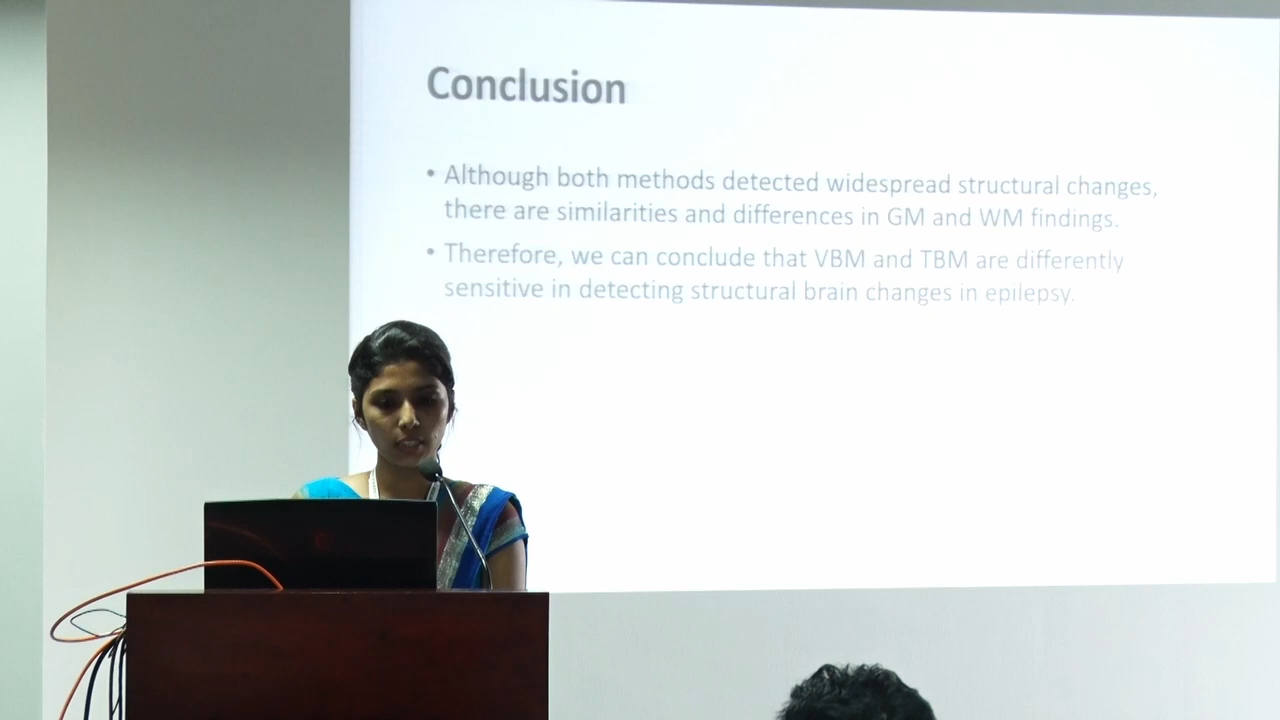 Conclusion
• Although both methods detected widespread structural changes,
there are similarities and differences in GM and WM findings.
• Therefore, we can conclude that VBM and TBM are differently
sensitive in detecting structural brain changes in epilepsy.